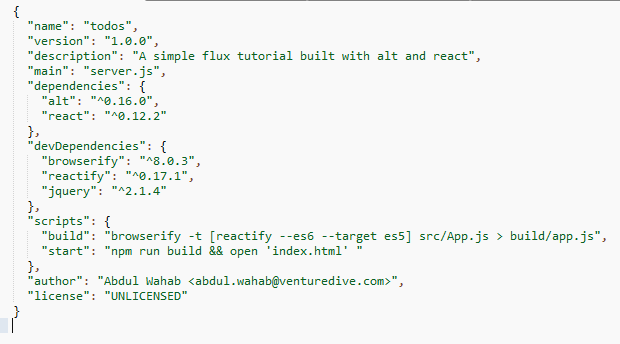 {
"name": "todos",
"version": "1.0.0",
"description": "A simple flux tutorial built with alt and react",
"main": "server.js",
"dependencies": {
"alt": "^0.16.0",
"react": "^0.12.2"
},
"devDependencies": {
"browserify": "^8.0.3",
"reactify": "^0.17.1",
"jquery": "^2.1.4"
},
"scripts": {
"build": "browserify -t [reactify --es6 --target es5] src/App.js > build/app.js",
"start": "npm run build && open 'index.html' "
},
"author": "Abdul Wahab <abdul.wahab@venturedive.com>",
"license": "UNLICENSED"
}